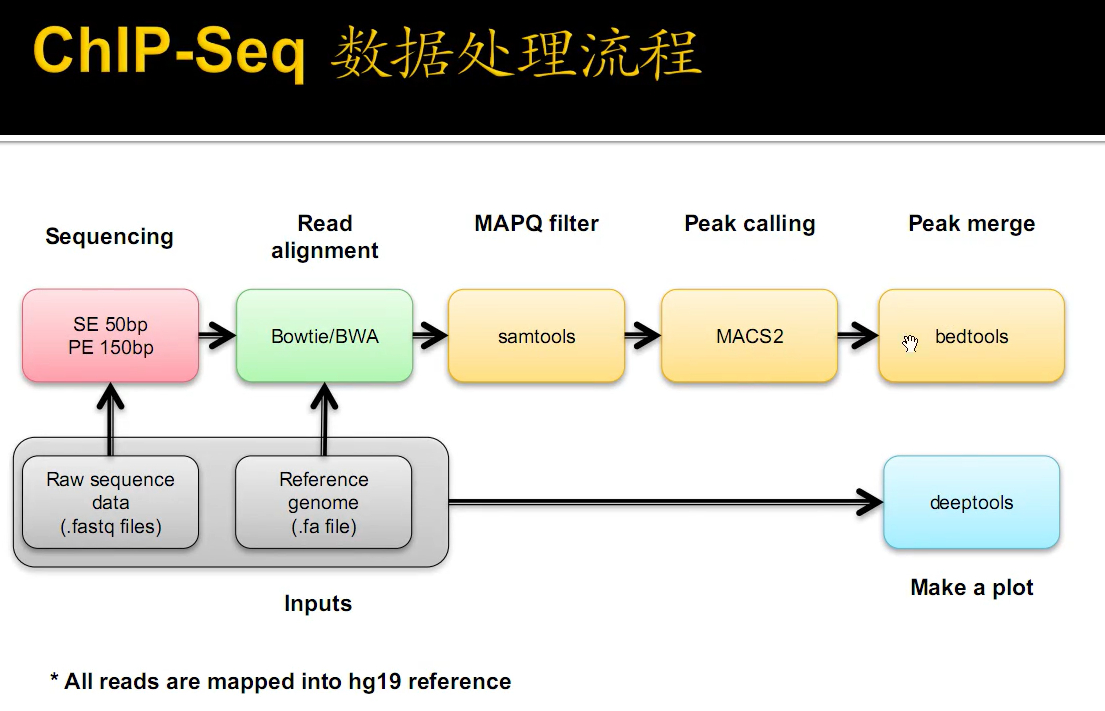 ChIP-Seq 数据处理流程
Sequencing
Read
alignment
MAPQ filter
Peak calling
Peak merge
SE 50bp
PE 150bp
Bowtie/BWA
samtools
MACS2
bedtools
Raw sequence
data
(.fastq files)
Reference
genome
(.fa file)
deeptools
Inputs
Make a plot
* All reads are mapped into hg19 reference